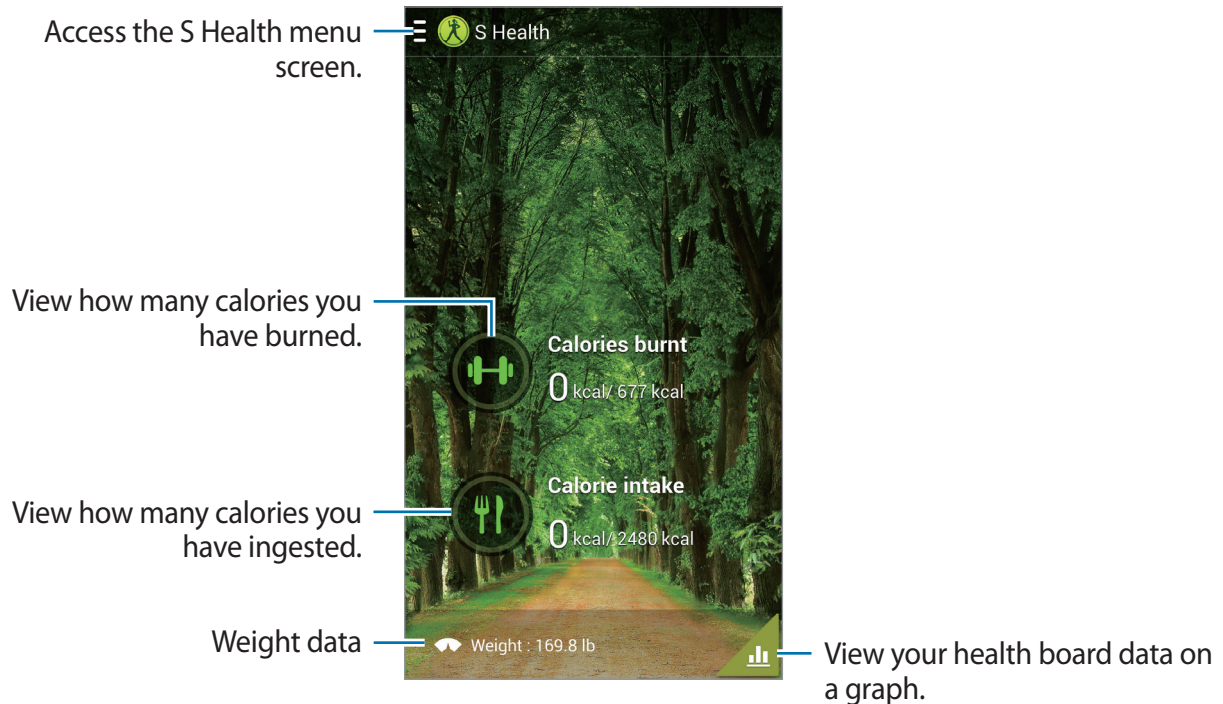 Access the S Health menu
screen.
S Health
View how many calories you
have burned.
Calories burnt
0 kcal/ 677 kcal
View how many calories you
have ingested.
Calorie intake
0 kcal/ 2480 kcal
Weight data
Weight : 169.8 lb
View your health board data on
a graph.